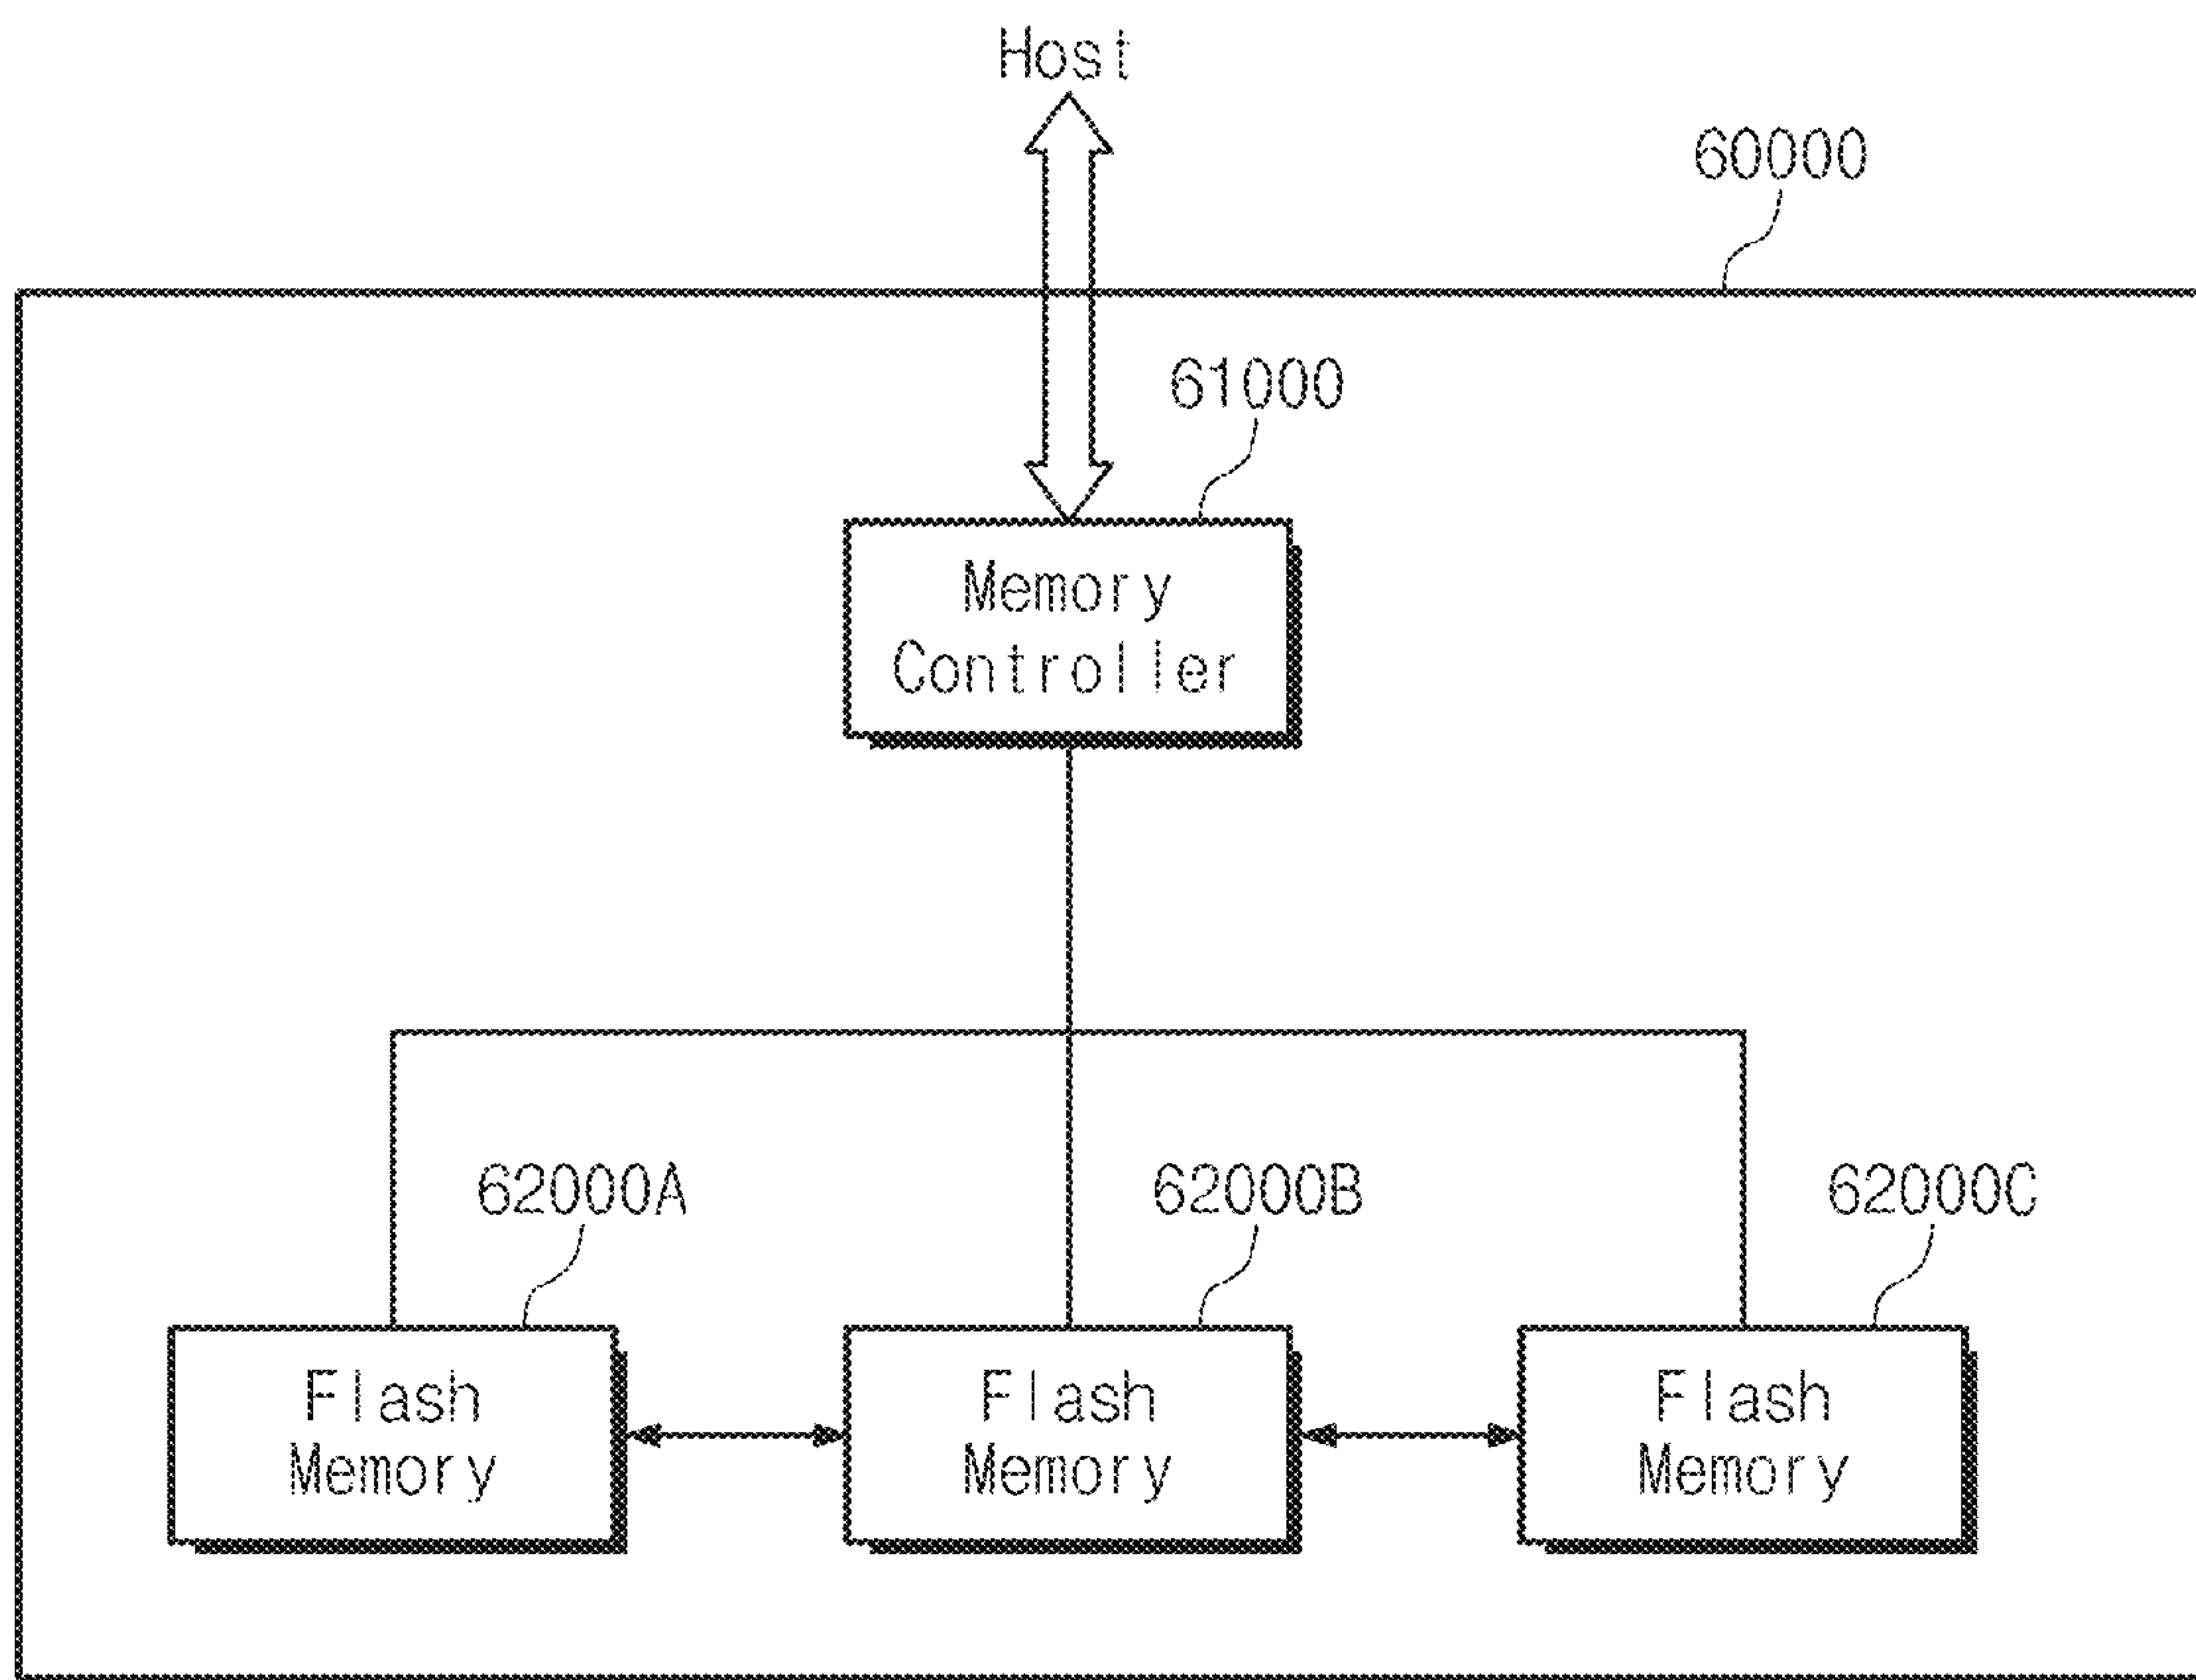 Host
60000
61000
Memory
Controller
62000A
62000B
62000C
Flash
Memory
Flash
Memory
Flash
Memory